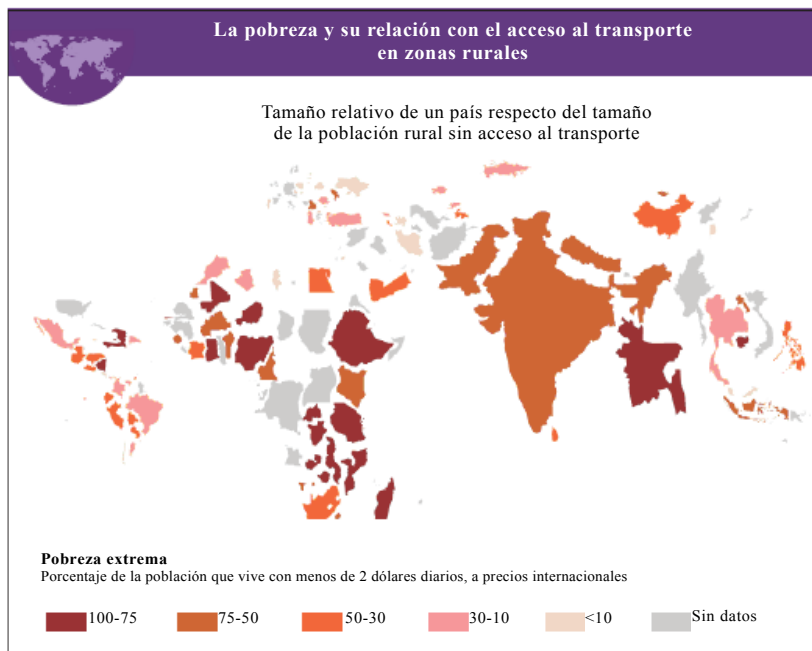 La pobreza y su relación con el acceso al transporte
en zonas rurales
Tamaño relativo de un país respecto del tamaño
de la población rural sin acceso al transporte
Pobreza extrema
Porcentaje de la población que vive con menos de 2 dólares diarios, a precios internacionales
100-75 75-50 50-30 30-10 <10 Sin datos